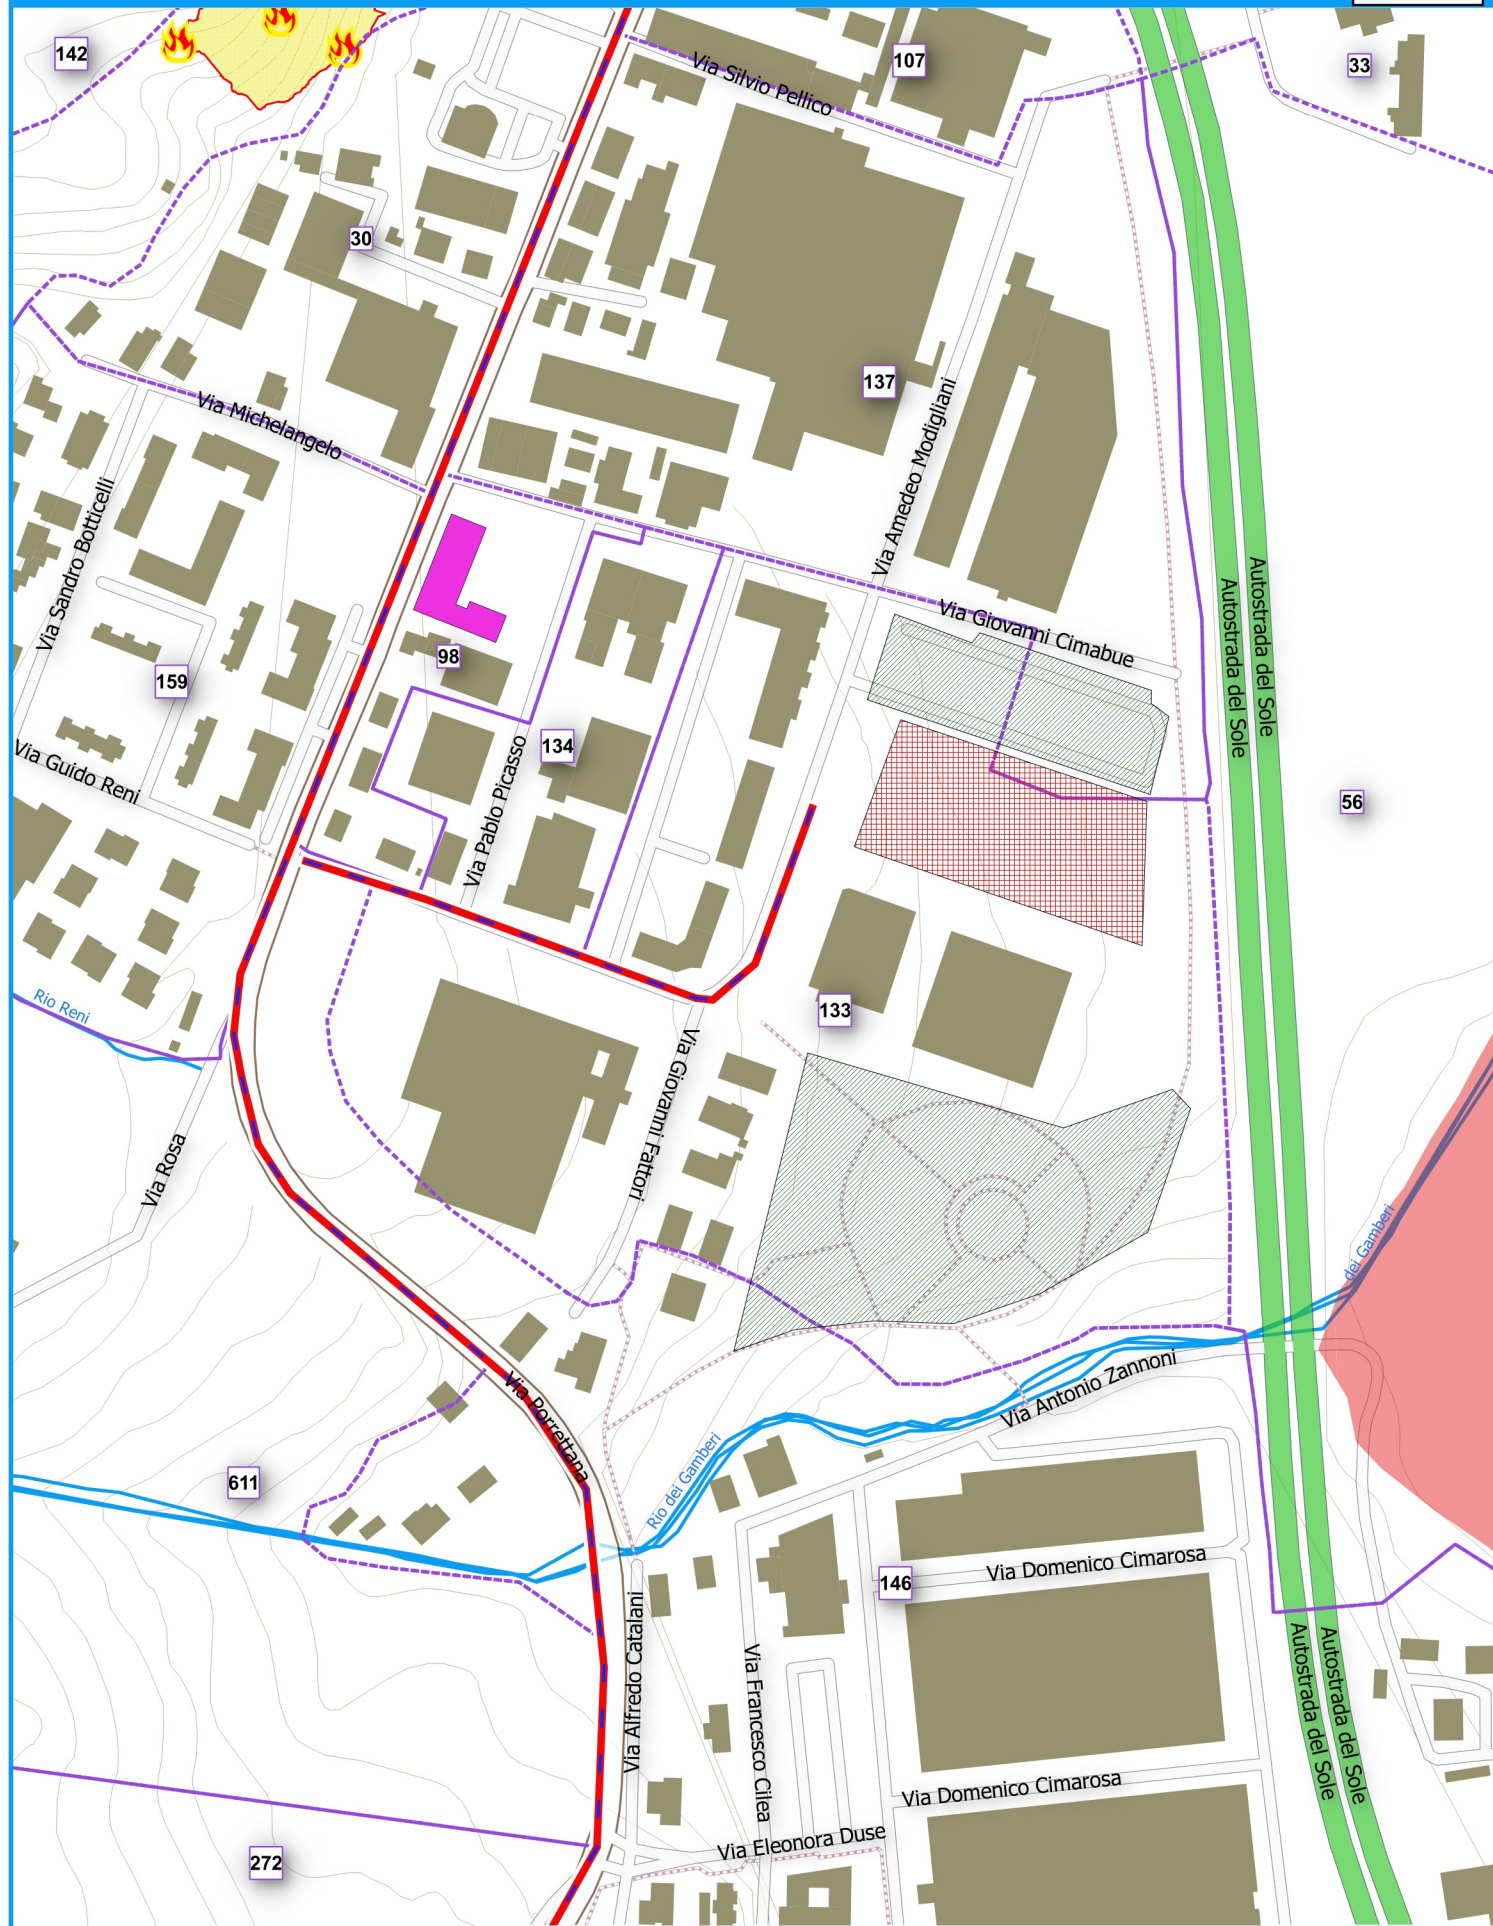 142
107
33
Via Silvio Pellico
30
137
Via Michelangelo
Via Amedeo Modigliani
Via Sandro Botticelli
Via Giovanni Cimabue
Autostrada del Sole
Autostrada del Sole
98
159
134
Via Guido Reni
Via Pablo Picasso
56
Rio Reni
133
Via Giovanni Fattori
Via Rosa
dei Gamberi
Via Antonio Zannoni
Via Porrettana
Rio dei Gamberi
611
146
Via Domenico Cimarosa
Via Alfredo Catalani
Via Francesco Cilea
Autostrada del Sole
Autostrada del Sole
Via Domenico Cimarosa
Via Eleonora Duse
272